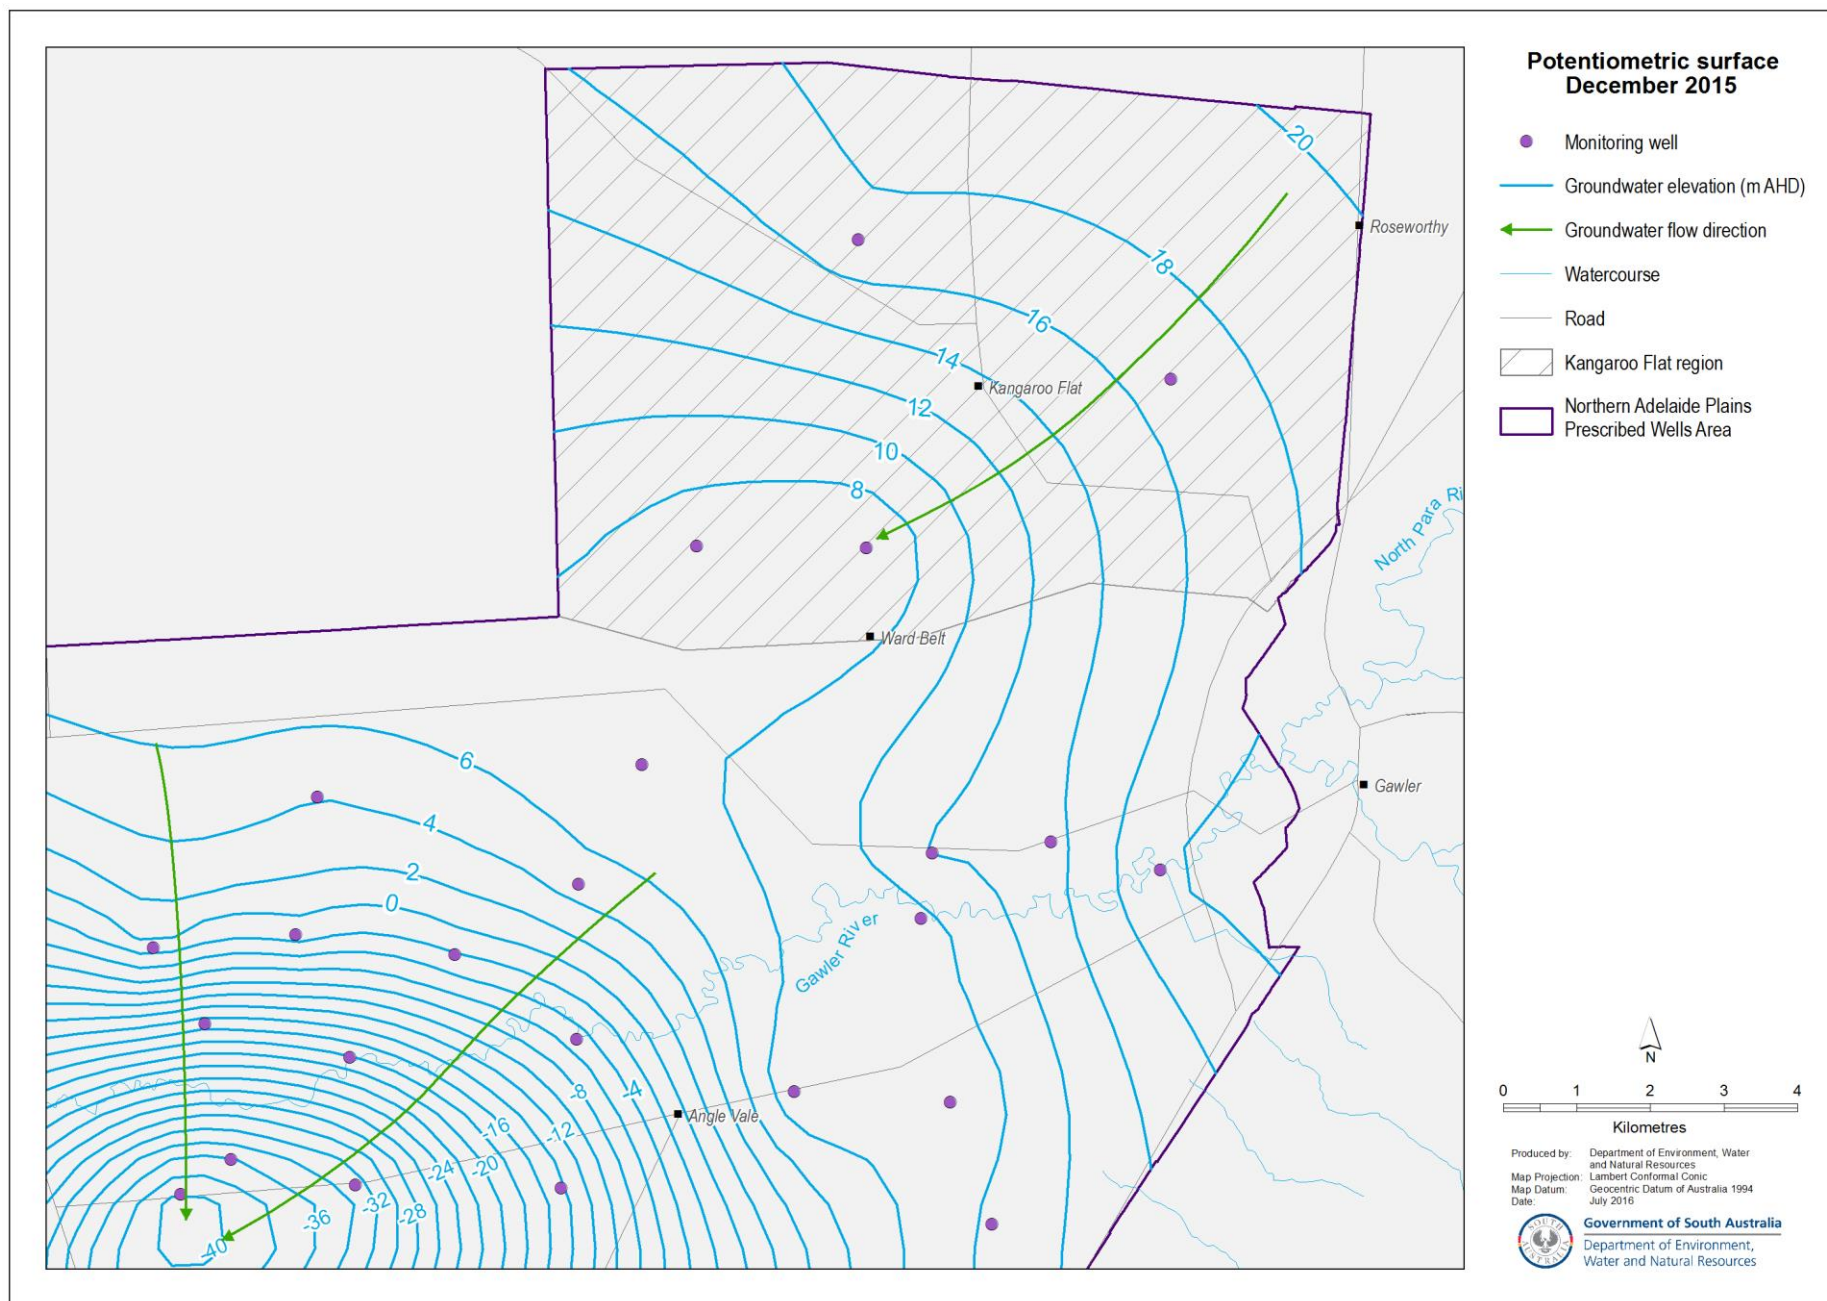 Potentiometric surface
December 2015
Monitoring well
Groundwater elevation (m AHD)
Groundwater flow direction
Watercourse
Road
Kangaroo Flat region
Northern Adelaide Plains
Prescribed Wells Area
20
Roseworthy
18
16
14
Kangaroo Flat
12
10
8
North Para Ri
Ward Belt
6
Gawler
4
2
0
Gawler River
-8
-4
Angle Vale
-16
-12
-24
-20
-32
-36
-28
-40
N
0 1 2 3 4
Kilometres
Produced by: Department of Environment, Water
and Natural Resources
Map Projection: Lambert Conformal Conic
Map Datum: Geocentric Datum of Australia 1994
Date: July 2016
SOUTH AUSTRALIA
Government of South Australia
Department of Environment,
Water and Natural Resources